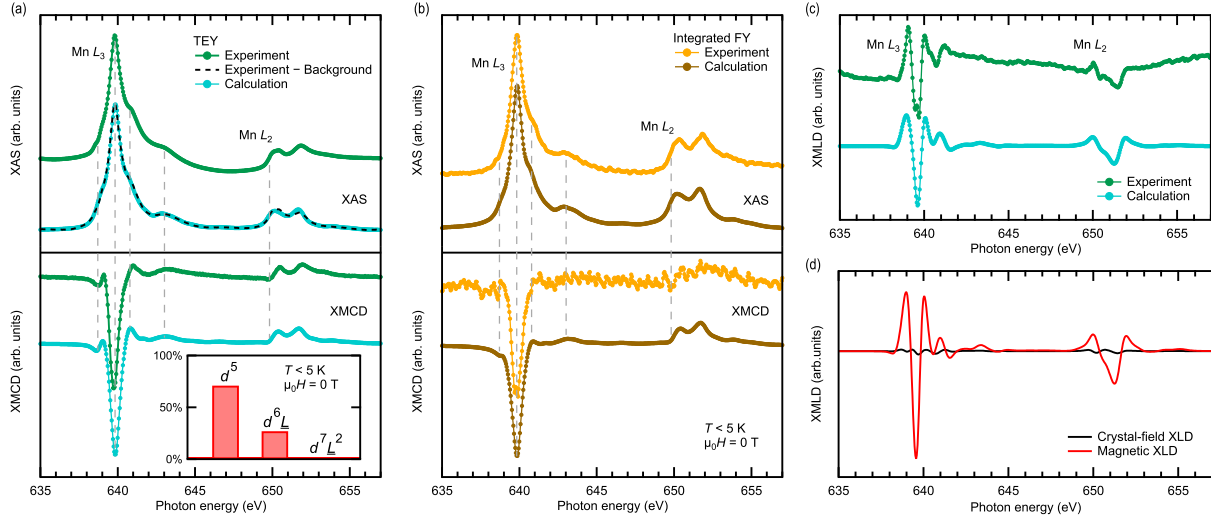 (a)
TEY
Experiment
Experiment − Background
Calculation
Mn L3
Mn L2
XAS
XAS (arb. units)
XMCD
XMCD (arb. units)
T < 5 K
μ0H = 0 T
100%
50%
0%
d5
d6L
d7L2
635
640
645
650
655
Photon energy (eV)
(b)
Integrated FY
Experiment
Calculation
Mn L3
Mn L2
XAS
XAS (arb. units)
XMCD
XMCD (arb. units)
T < 5 K
μ0H = 0 T
635
640
645
650
655
Photon energy (eV)
(c)
Mn L3
Mn L2
XMLD (arb. units)
Experiment
Calculation
635
640
645
650
655
Photon energy (eV)
(d)
XMLD (arb.units)
Crystal-field XLD
Magnetic XLD
635
640
645
650
655
Photon energy (eV)